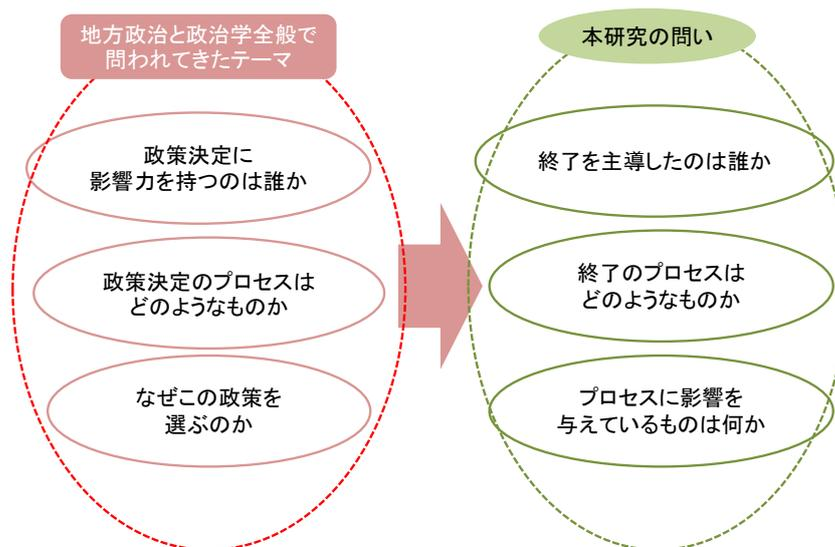 地方政治と政治学全般で
問われてきたテーマ
政策決定に
影響力を持つのは誰か
政策決定のプロセスは
どのようなものか
なぜこの政策を
選ぶのか
本研究の問い
終了を主導したのは誰か
終了のプロセスは
どのようなものか
プロセスに影響を
与えているものは何か